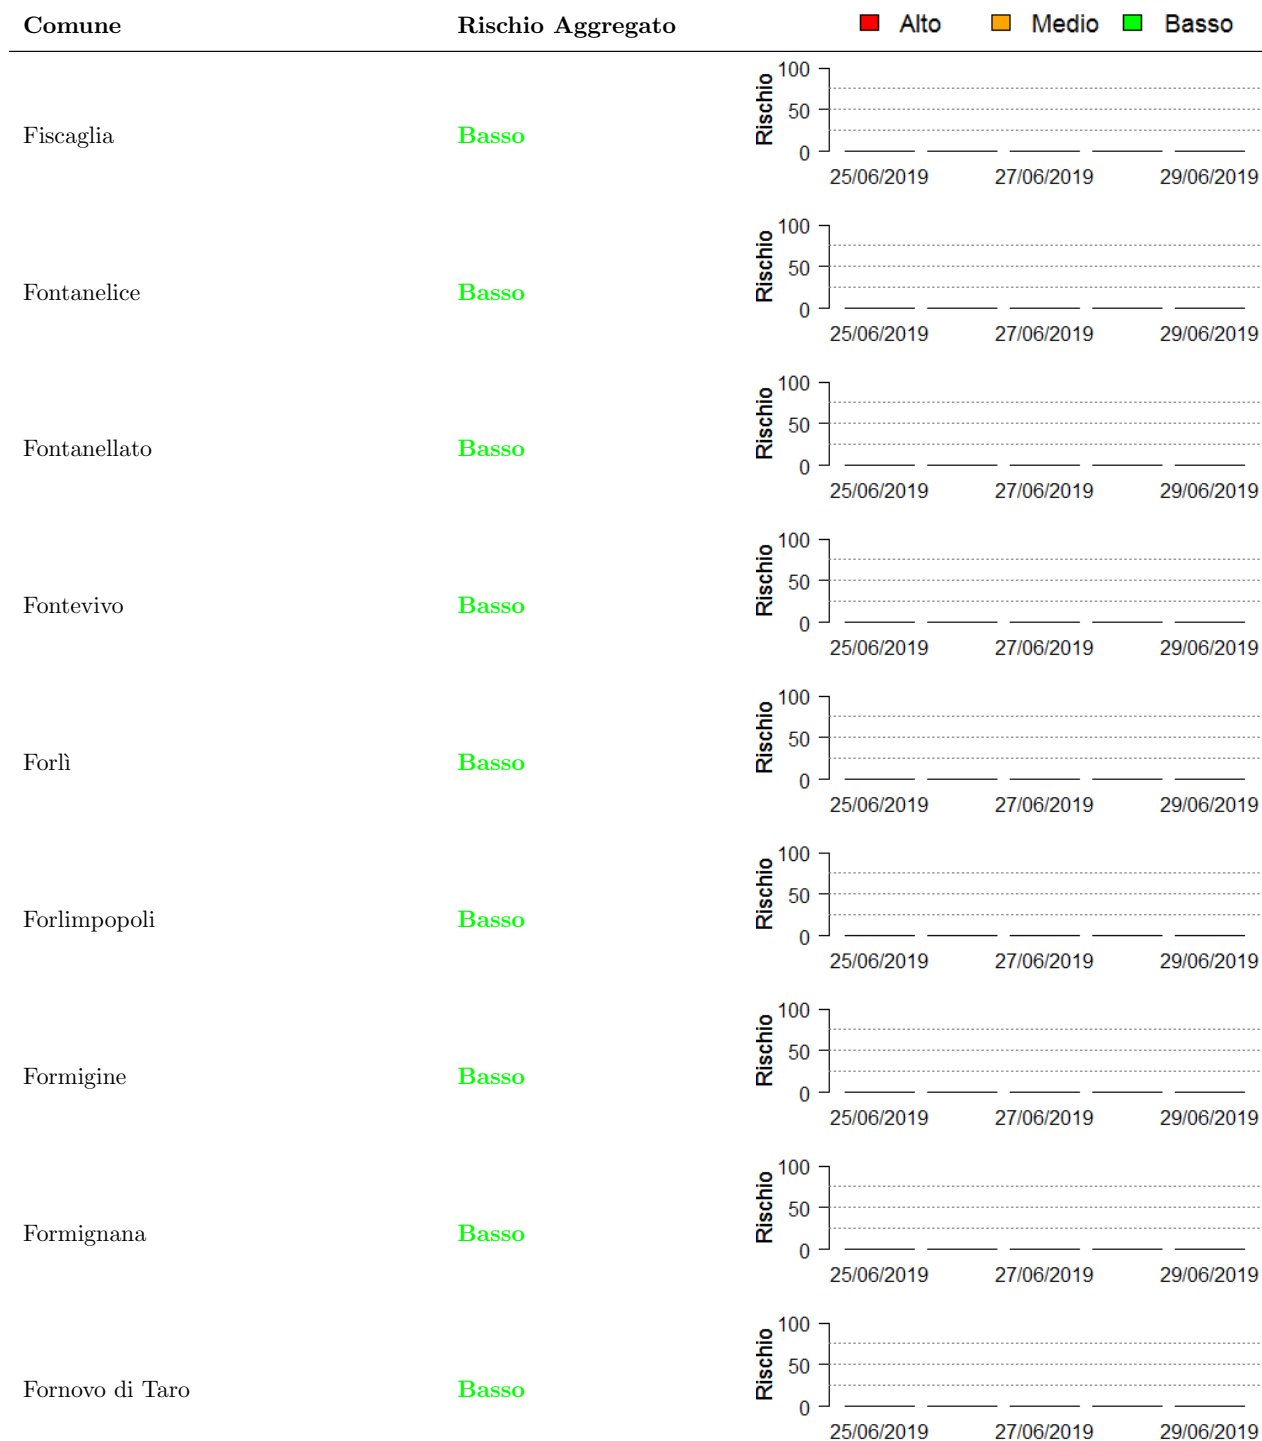 Comune Rischio Aggregato Alto Medio Basso
Fiscaglia Basso Rischio 100 50 0
25/06/2019 27/06/2019 29/06/2019
Fontanelice Basso Rischio 100 50 0
25/06/2019 27/06/2019 29/06/2019
Fontanellato Basso Rischio 100 50 0
25/06/2019 27/06/2019 29/06/2019
Fontevivo Basso Rischio 100 50 0
25/06/2019 27/06/2019 29/06/2019
Forlì Basso Rischio 100 50 0
25/06/2019 27/06/2019 29/06/2019
Forlimpopoli Basso Rischio 100 50 0
25/06/2019 27/06/2019 29/06/2019
Formigine Basso Rischio 100 50 0
25/06/2019 27/06/2019 29/06/2019
Formignana Basso Rischio 100 50 0
25/06/2019 27/06/2019 29/06/2019
Fornovo di Taro Basso Rischio 100 50 0
25/06/2019 27/06/2019 29/06/2019